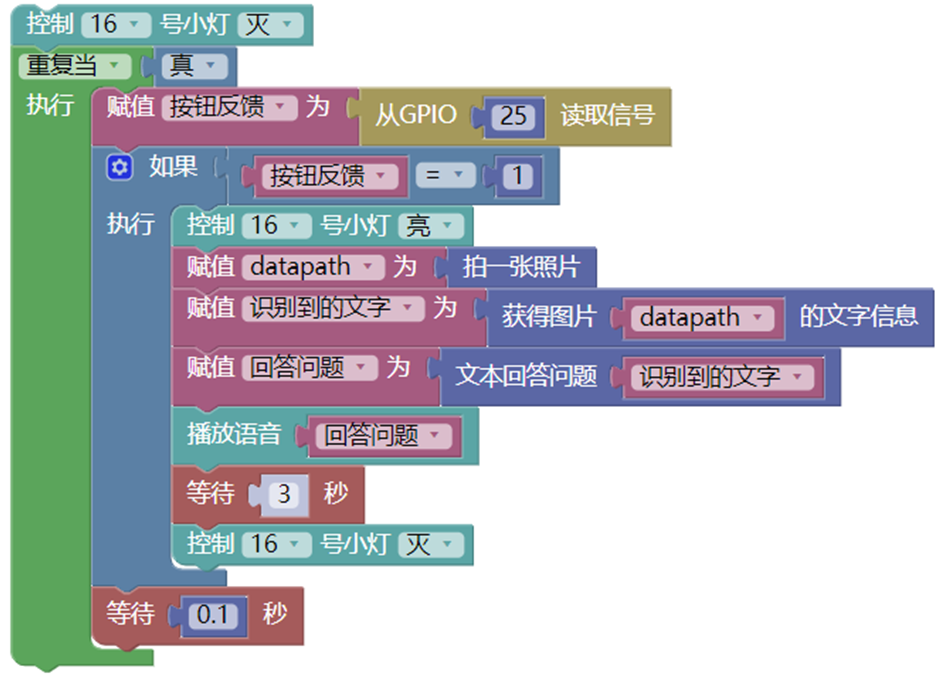 控制 16 号小灯 灭
重复当 真
执行 赋值 按钮反馈 为 从GPIO 25 读取信号
如果 按钮反馈 = 1
执行 控制 16 号小灯 亮
赋值 datapath 为 拍一张照片
赋值 识别到的文字 为 获得图片 datapath 的文字信息
赋值 回答问题 为 文本回答问题 识别到的文字
播放语音 回答问题
等待 3 秒
控制 16 号小灯 灭
等待 0.1 秒